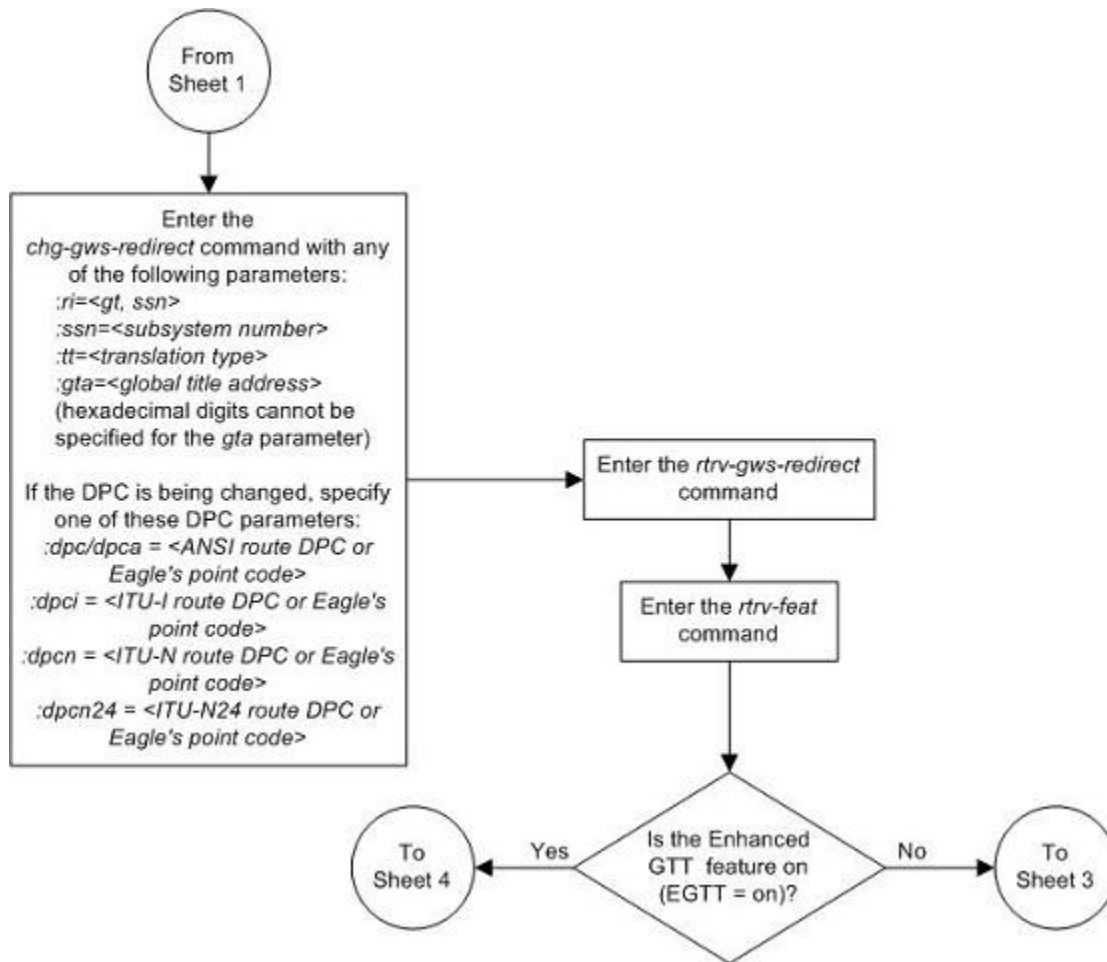 From
Sheet 1
Enter the
chg-gws-redirect command with any
of the following parameters:
:ri=<gt, ssn>
:ssn=<subsystem number>
:tt=<translation type>
:gta=<global title address>
(hexadecimal digits cannot be
specified for the gta parameter)
If the DPC is being changed, specify
one of these DPC parameters:
:dpc/dpca = <ANSI route DPC or
Eagle's point code>
:dpci = <ITU-I route DPC or Eagle's
point code>
:dpcn = <ITU-N route DPC or Eagle's
point code>
:dpcn24 = <ITU-N24 route DPC or
Eagle's point code>
Enter the rtrv-gws-redirect
command
Enter the rtrv-feat
command
Is the Enhanced
GTT feature on
(EGTT = on)?
Yes
To
Sheet 4
No
To
Sheet 3